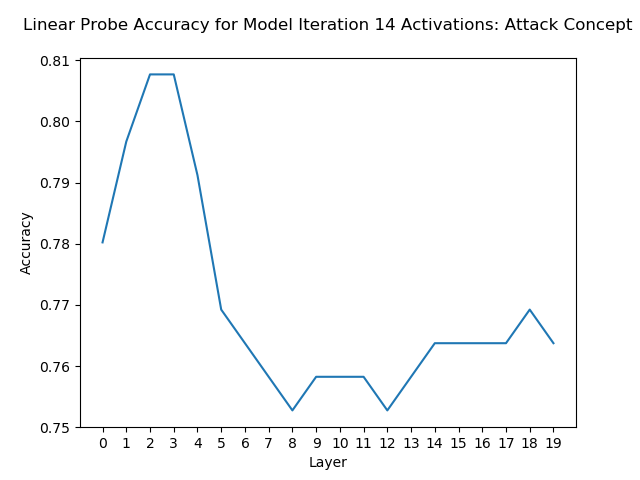 Linear Probe Accuracy for Model Iteration 14 Activations: Attack Concept
0.81
0.80
0.79
0.78
0.77
0.76
0.75
Accuracy
0 1 2 3 4 5 6 7 8 9 10 11 12 13 14 15 16 17 18 19
Layer